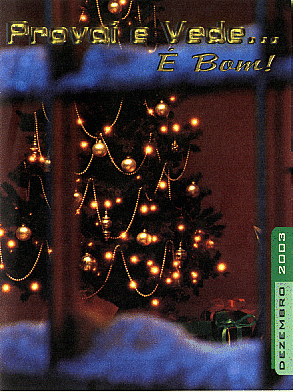 Provai e Vede...
É Bom!
DEZEMBRO 2003